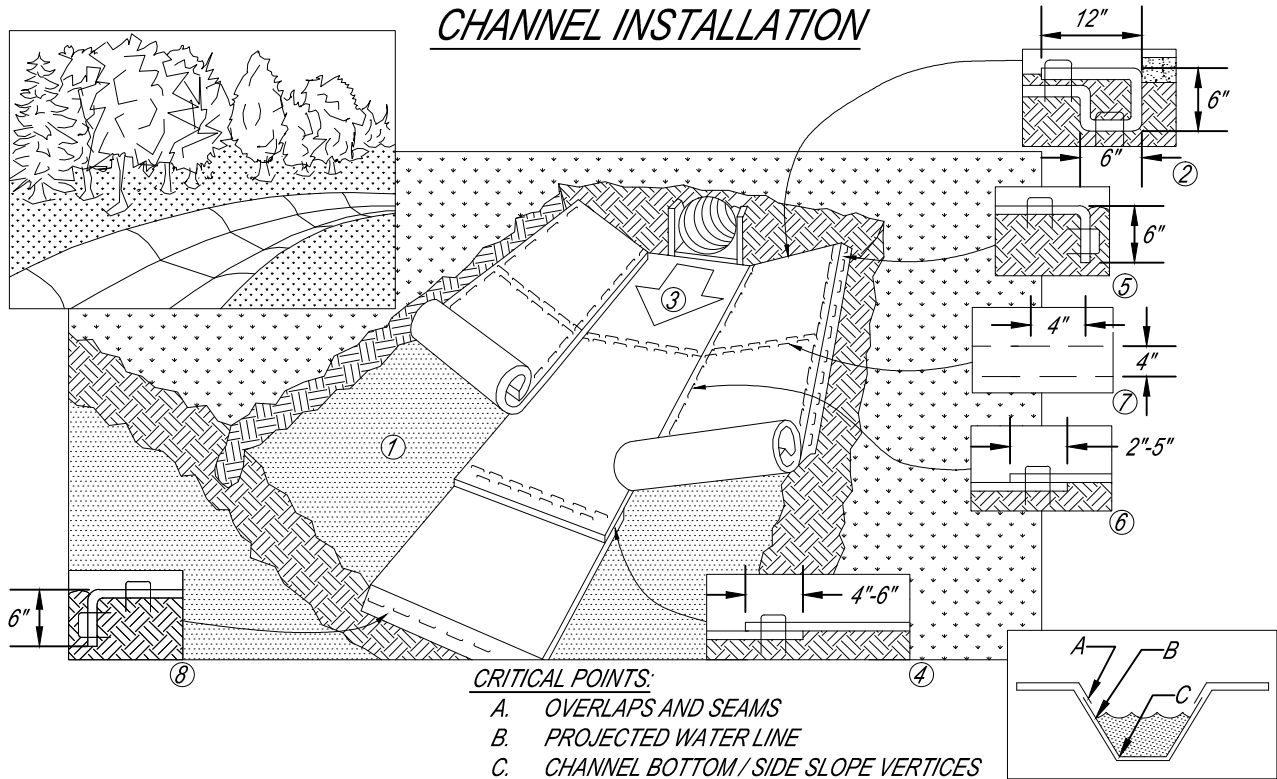 CHANNEL INSTALLATION
12"
6"
6"
②
6"
⑤
③
4"
4"
⑦
①
2"-5"
⑥
4"-6"
④
6"
⑧
CRITICAL POINTS:
A. OVERLAPS AND SEAMS
B. PROJECTED WATER LINE
C. CHANNEL BOTTOM / SIDE SLOPE VERTICES
A
B
C